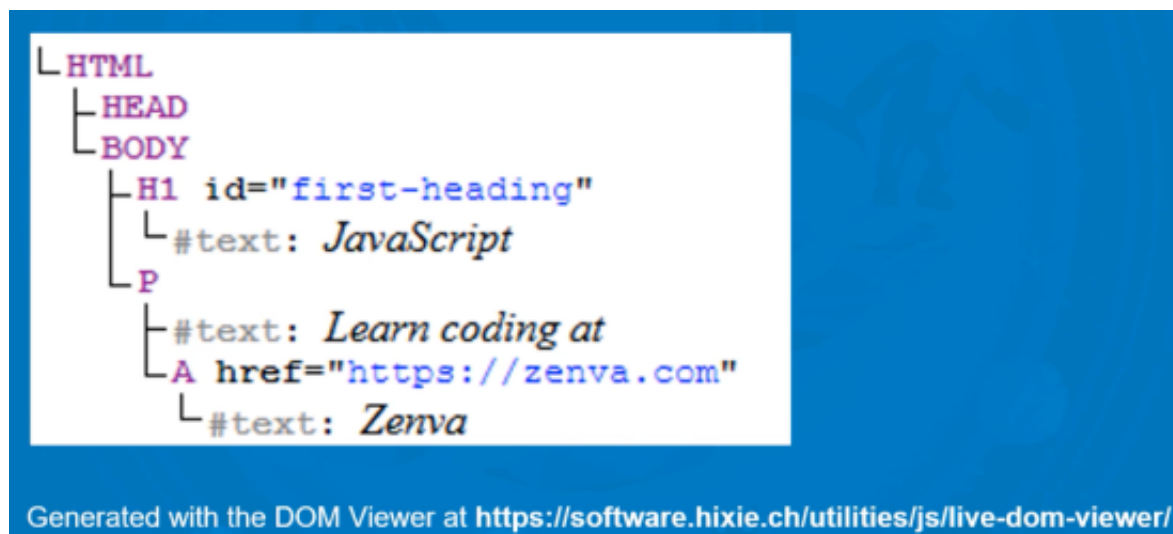 HTML
HEAD
BODY
H1 id="first-heading"
#text: JavaScript
P
#text: Learn coding at
A href="https://zenva.com"
#text: Zenva
Generated with the DOM Viewer at https://software.hixie.ch/utilities/js/live-dom-viewer/